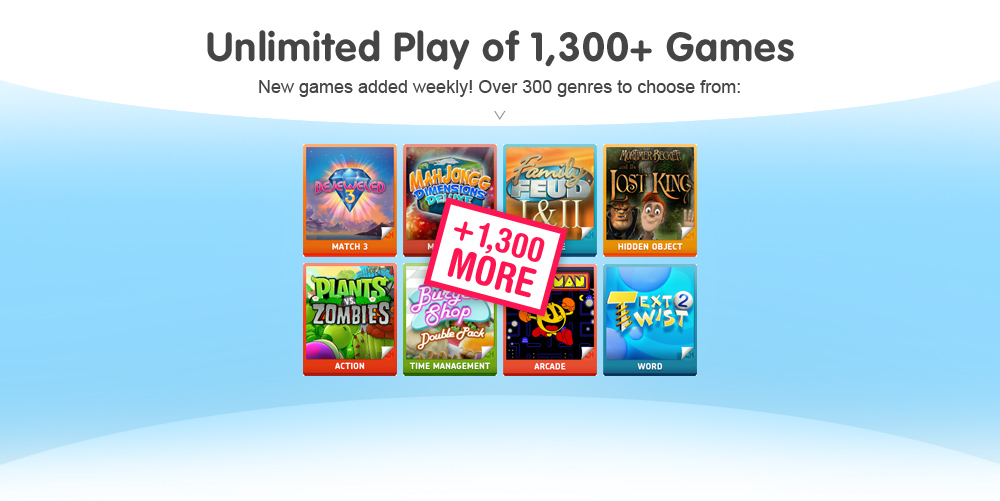 Unlimited Play of 1,300+ Games
New games added weekly! Over 300 genres to choose from:
BEJEWELED
3
MATCH 3
MAHJONGG
DIMENSIONS
DELUXE
Family
FEUD
I & II
MORTIMER BECKETT
LOST KING
HIDDEN OBJECT
+1,300
MORE
PLANTS
VS.
ZOMBIES
ACTION
Shop
Double Pack
TIME MANAGEMENT
ARCADE
TEXT 2
TWIST
WORD